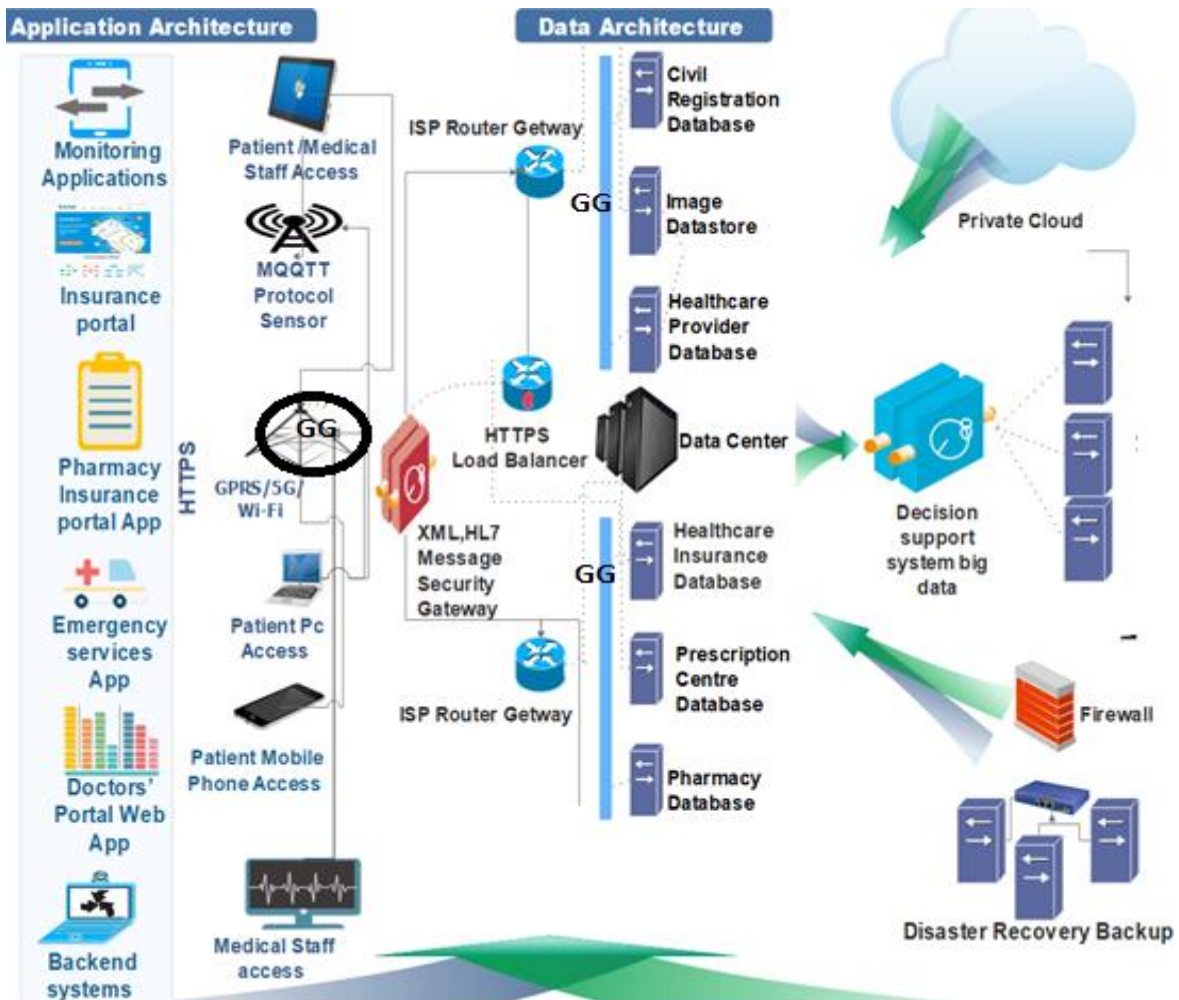 Application Architecture
Data Architecture
Monitoring
Applications
Insurance
portal
Pharmacy
Insurance
portal App
Emergency
services
App
Doctors'
Portal Web
App
Backend
systems
HTTPS
Patient /Medical
Staff Access
MQQTT
Protocol
Sensor
GG
GPRS/5G/
Wi-Fi
Patient Pc
Access
Patient Mobile
Phone Access
Medical Staff
access
ISP Router Getway
HTTPS
Load Balancer
XML,HL7
Message
Security
Gateway
ISP Router Getway
GG
GG
Civil
Registration
Database
Image
Datastore
Healthcare
Provider
Database
Data Center
Healthcare
Insurance
Database
Prescription
Centre
Database
Pharmacy
Database
Private Cloud
Decision
support
system big
data
Firewall
Disaster Recovery Backup